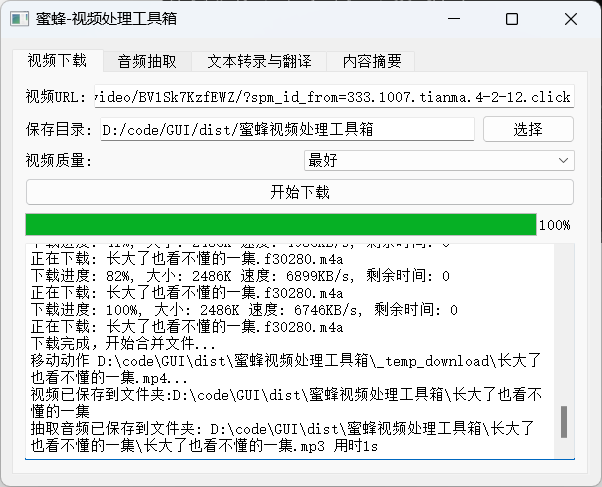 蜜蜂-视频处理工具箱
视频下载 音频抽取 文本转录与翻译 内容摘要
视频URL: video/BV1Sk7KzfEWZ/?spm_id_from=333.1007.tianma.4-2-12.click
保存目录: D:/code/GUI/dist/蜜蜂视频处理工具箱 选择
视频质量: 最好
开始下载
100%
正在下载: 长大了也看不懂的一集.f30280.m4a
下载进度: 82%, 大小: 2486K 速度: 6899KB/s, 剩余时间: 0
正在下载: 长大了也看不懂的一集.f30280.m4a
下载进度: 100%, 大小: 2486K 速度: 6746KB/s, 剩余时间: 0
正在下载: 长大了也看不懂的一集.f30280.m4a
下载完成，开始合并文件...
移动动作 D:\code\GUI\dist\蜜蜂视频处理工具箱\_temp_download\长大了
也看不懂的一集.mp4...
视频已保存到文件夹:D:\code\GUI\dist\蜜蜂视频处理工具箱\长大了也看不
懂的一集
抽取音频已保存到文件夹: D:\code\GUI\dist\蜜蜂视频处理工具箱\长大了
也看不懂的一集\长大了也看不懂的一集.mp3 用时1s